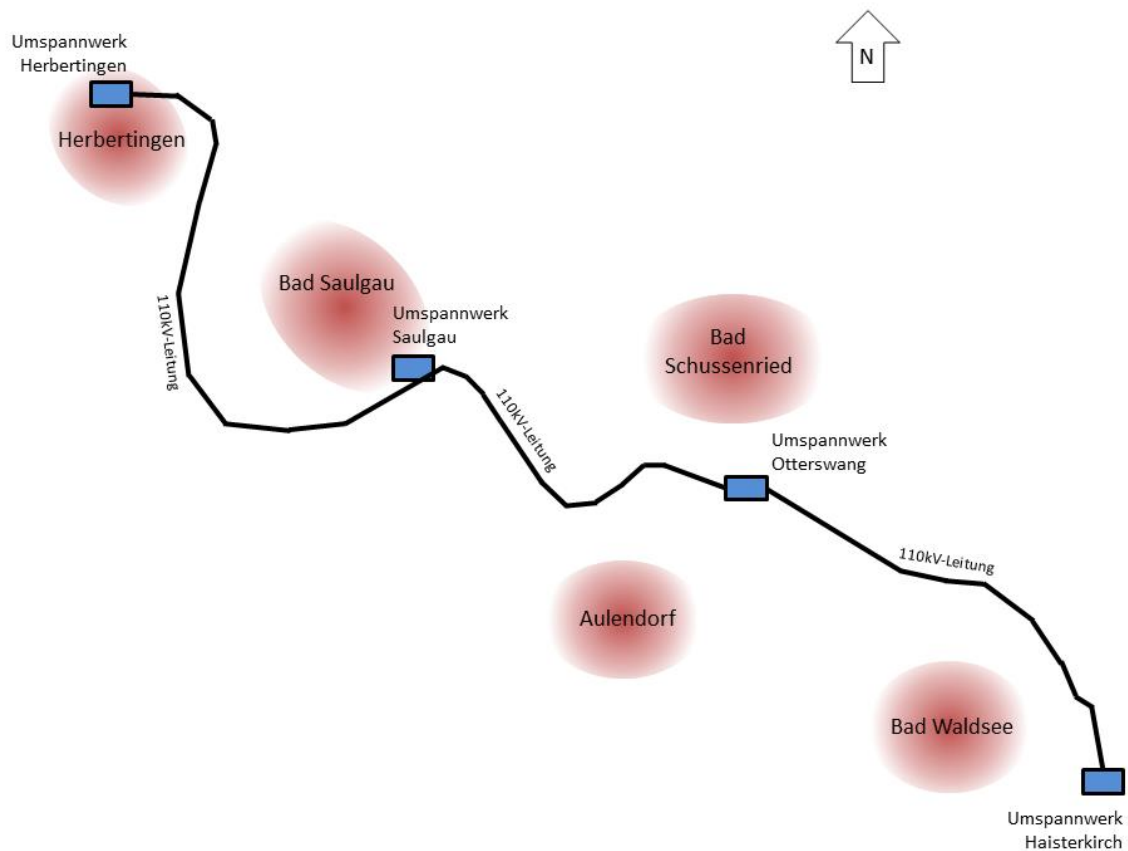 Umspannwerk
Herbertingen
N
Herbertingen
Bad Saulgau
Umspannwerk
Saulgau
110kV-Leitung
110kV-Leitung
Bad
Schussenried
Umspannwerk
Otterswang
110kV-Leitung
Aulendorf
Bad Waldsee
Umspannwerk
Haisterkirch